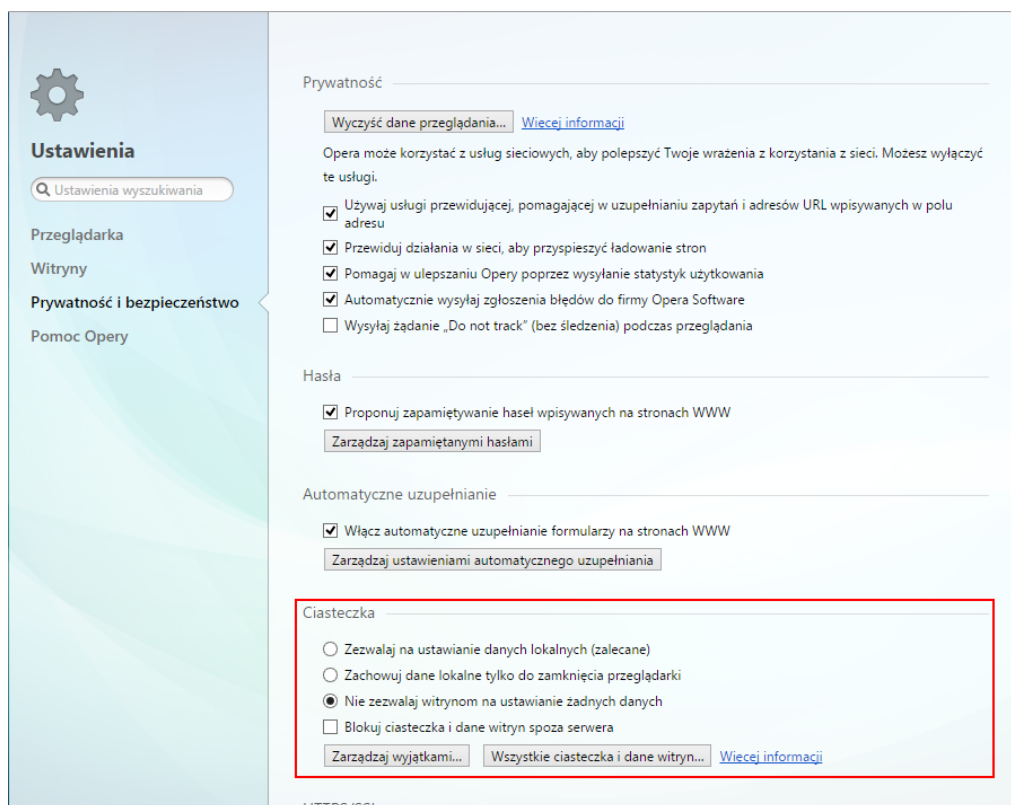 Ustawienia
Ustawienia wyszukiwania
Przeglądarka
Witryny
Prywatność i bezpieczeństwo
Pomoc Opery
Prywatność
Wyczyść dane przeglądania... Więcej informacji
Opera może korzystać z usług sieciowych, aby polepszyć Twoje wrażenia z korzystania z sieci. Możesz wyłączyć
te usługi.
Używaj usługi przewidującej, pomagającej w uzupełnianiu zapytań i adresów URL wpisywanych w polu
adresu
Przewiduj działania w sieci, aby przyspieszyć ładowanie stron
Pomagaj w ulepszaniu Opery poprzez wysyłanie statystyk użytkowania
Automatycznie wysyłaj zgłoszenia błędów do firmy Opera Software
Wysyłaj żądanie „Do not track” (bez śledzenia) podczas przeglądania
Hasła
Proponuj zapamiętywanie haseł wpisywanych na stronach WWW
Zarządzaj zapamiętanymi hasłami
Automatyczne uzupełnianie
Włącz automatyczne uzupełnianie formularzy na stronach WWW
Zarządzaj ustawieniami automatycznego uzupełniania
Ciasteczka
Zezwalaj na ustawianie danych lokalnych (zalecane)
Zachowuj dane lokalne tylko do zamknięcia przeglądarki
Nie zezwalaj witrynom na ustawianie żadnych danych
Blokuj ciasteczka i dane witryn spoza serwera
Zarządzaj wyjątkami... Wszystkie ciasteczka i dane witryn... Więcej informacji